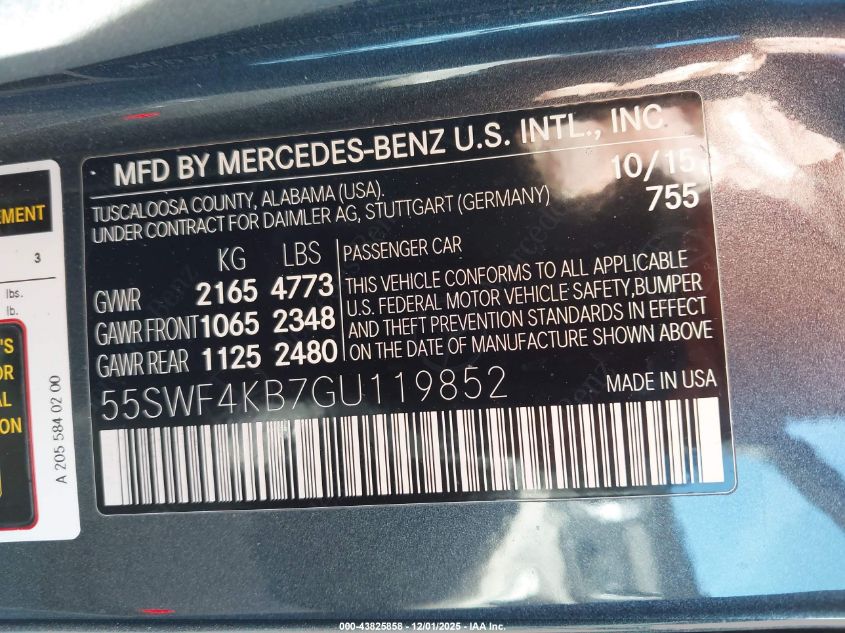 MFD BY MERCEDES-BENZ U.S. INTL., INC
10/15
TUSCALOOSA COUNTY, ALABAMA (USA).
755
UNDER CONTRACT FOR DAIMLER AG, STUTTGART (GERMANY)
KG LBS
GVWR 2165 4773
GAWR FRONT 1065 2348
GAWR REAR 1125 2480
PASSENGER CAR
THIS VEHICLE CONFORMS TO ALL APPLICABLE
U.S. FEDERAL MOTOR VEHICLE SAFETY, BUMPER
AND THEFT PREVENTION STANDARDS IN EFFECT
ON THE DATE OF MANUFACTURE SHOWN ABOVE
55SWF4KB7GU119852
MADE IN USA
EMENT
3
lbs.
lb.
'S
OR
AL
ION
A 205 584 02 00
000-43825858 - 12/01/2025 - IAA Inc.